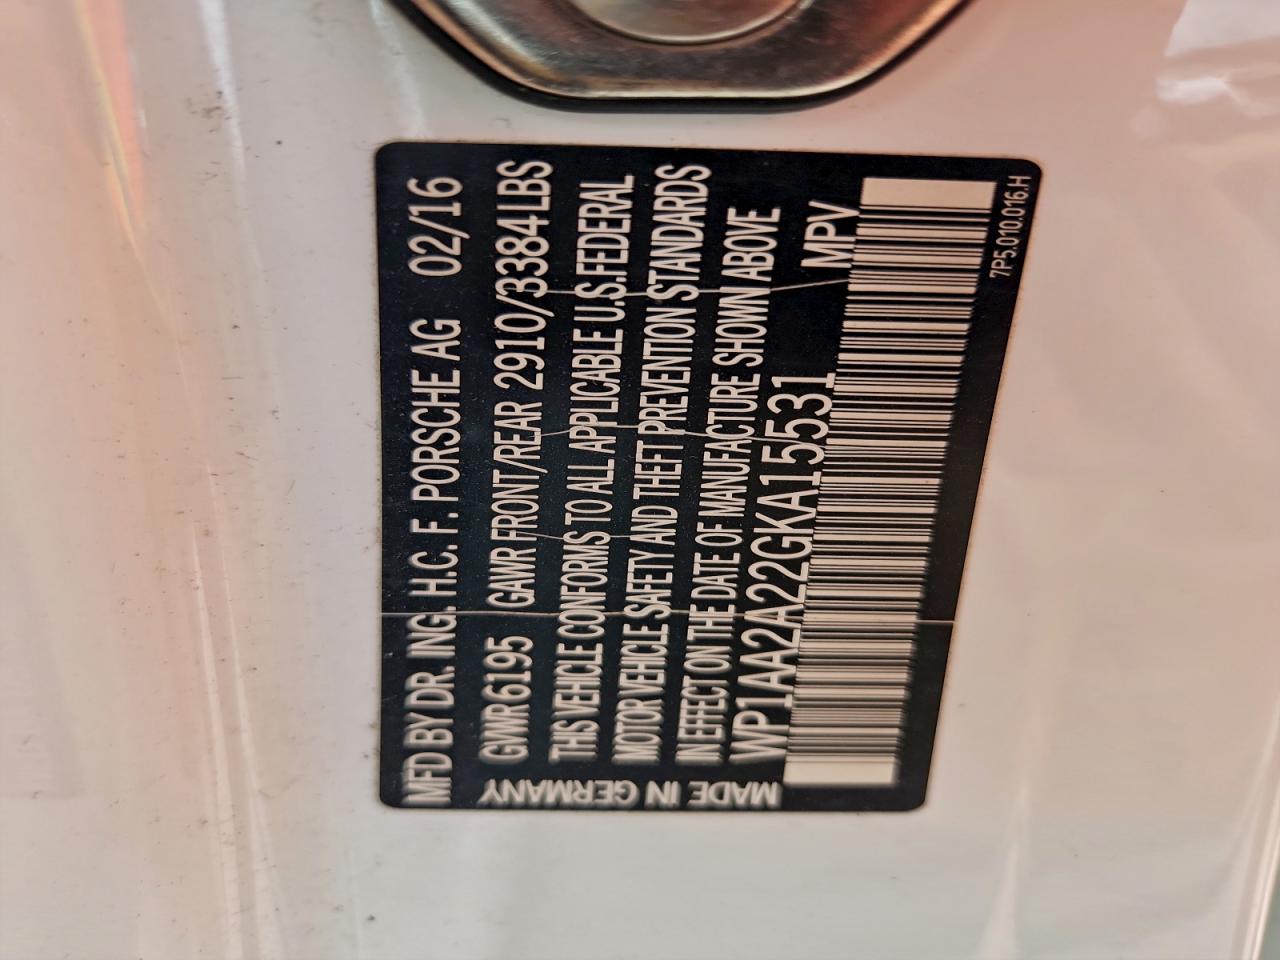 MFD BY DR. ING. H.C. F. PORSCHE AG 02/16
GVWR 6195 GAWR FRONT/REAR 2910/3384 LBS
THIS VEHICLE CONFORMS TO ALL APPLICABLE U.S.FEDERAL
MOTOR VEHICLE SAFETY AND THEFT PREVENTION STANDARDS
IN EFFECT ON THE DATE OF MANUFACTURE SHOWN ABOVE
WP1AA2A22GKA15531 MPV
MADE IN GERMANY
7P5.010.016.H